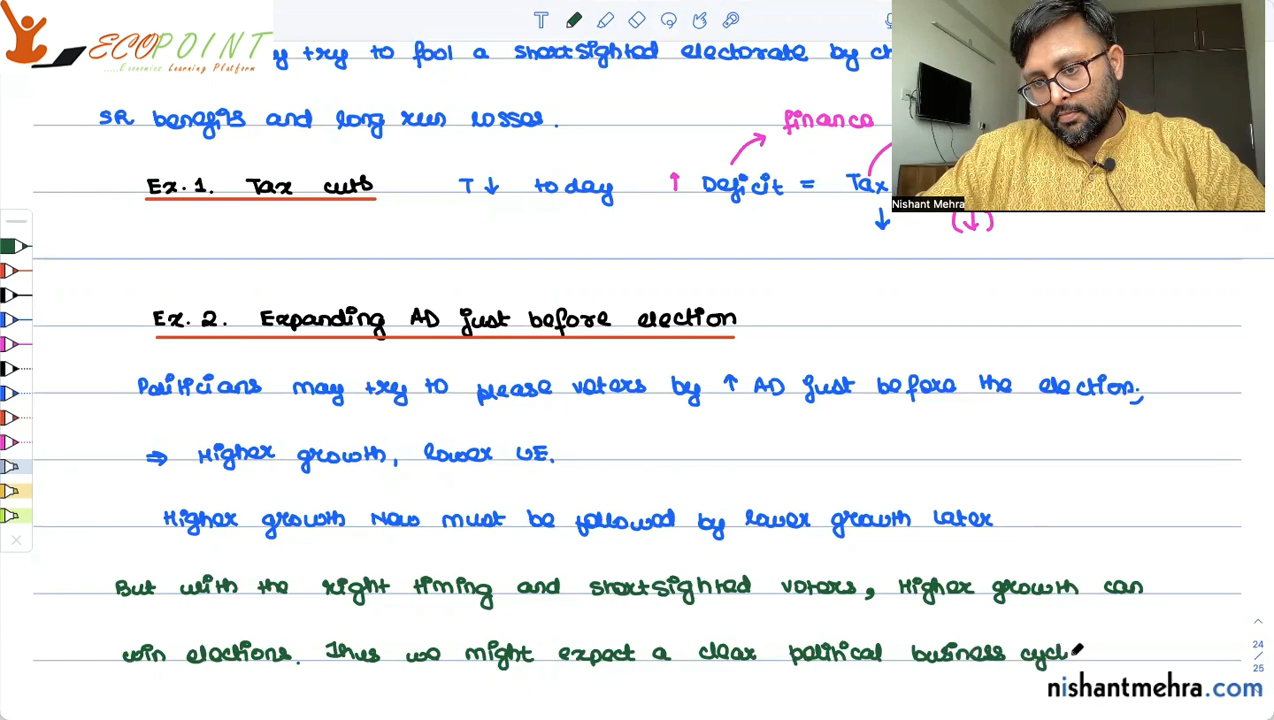 ECOPOINT
.....Economics Learning Platform
y try to fool a shortsighted electorate by ch
SR benefits and long run losses.
finance
Ex.1. Tax cuts T↓ today ↑ Deficit = Tax
↓ (↓)
Nishant Mehra
Ex.2. Expanding AD just before election
Politicians may try to please voters by ↑ AD just before the election,
⇒ Higher growth, lower UE.
Higher growth Now must be followed by lower growth later
But with the right timing and shortsighted voters, Higher growth can
win elections. Thus we might expect a clear political business cycl
24
/
25
nishantmehra.com